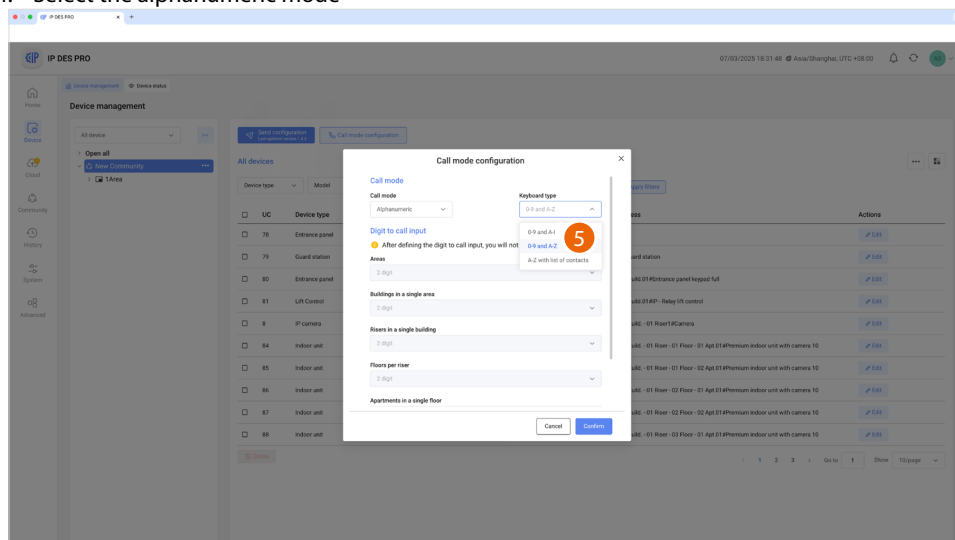 Select the alphanumeric mode
IP DES PRO
IP DES PRO
07/03/2025 18:31:48 @ Asia/Shanghai, UTC +08:00
Home
Device
Cloud
Community
History
System
Advanced
Device management
Device status
Device management
All device
Open all
New Community
1Area
Send configuration
Call mode configuration
All devices
Device type
Model
Apply filters
UC
Device type
Actions
78 Entrance panel
Edit
79 Guard station
Edit
80 Entrance panel
uild.01#Entrance panel keypad full
Edit
81 Lift Control
uild.01#IP - Relay lift control
Edit
8 IP camera
uild. - 01 Riser1#Camera
Edit
84 Indoor unit
uild. - 01 Riser - 01 Floor - 01 Apt.01#Premium indoor unit with camera 10
Edit
85 Indoor unit
uild. - 01 Riser - 01 Floor - 02 Apt.01#Premium indoor unit with camera 10
Edit
86 Indoor unit
uild. - 01 Riser - 02 Floor - 01 Apt.01#Premium indoor unit with camera 10
Edit
87 Indoor unit
uild. - 01 Riser - 02 Floor - 02 Apt.01#Premium indoor unit with camera 10
Edit
88 Indoor unit
uild. - 01 Riser - 03 Floor - 01 Apt.01#Premium indoor unit with camera 10
Edit
Delete
1 2 3 Go to 1 Show 10/page
Call mode configuration
Call mode
Call mode
Alphanumeric
Keyboard type
0-9 and A-Z
0-9 and A-I
0-9 and A-Z
A-Z with list of contacts
5
Digit to call input
After defining the digit to call input, you will not
Areas
2 digit
Buildings in a single area
2 digit
Risers in a single building
2 digit
Floors per riser
2 digit
Apartments in a single floor
Cancel
Confirm